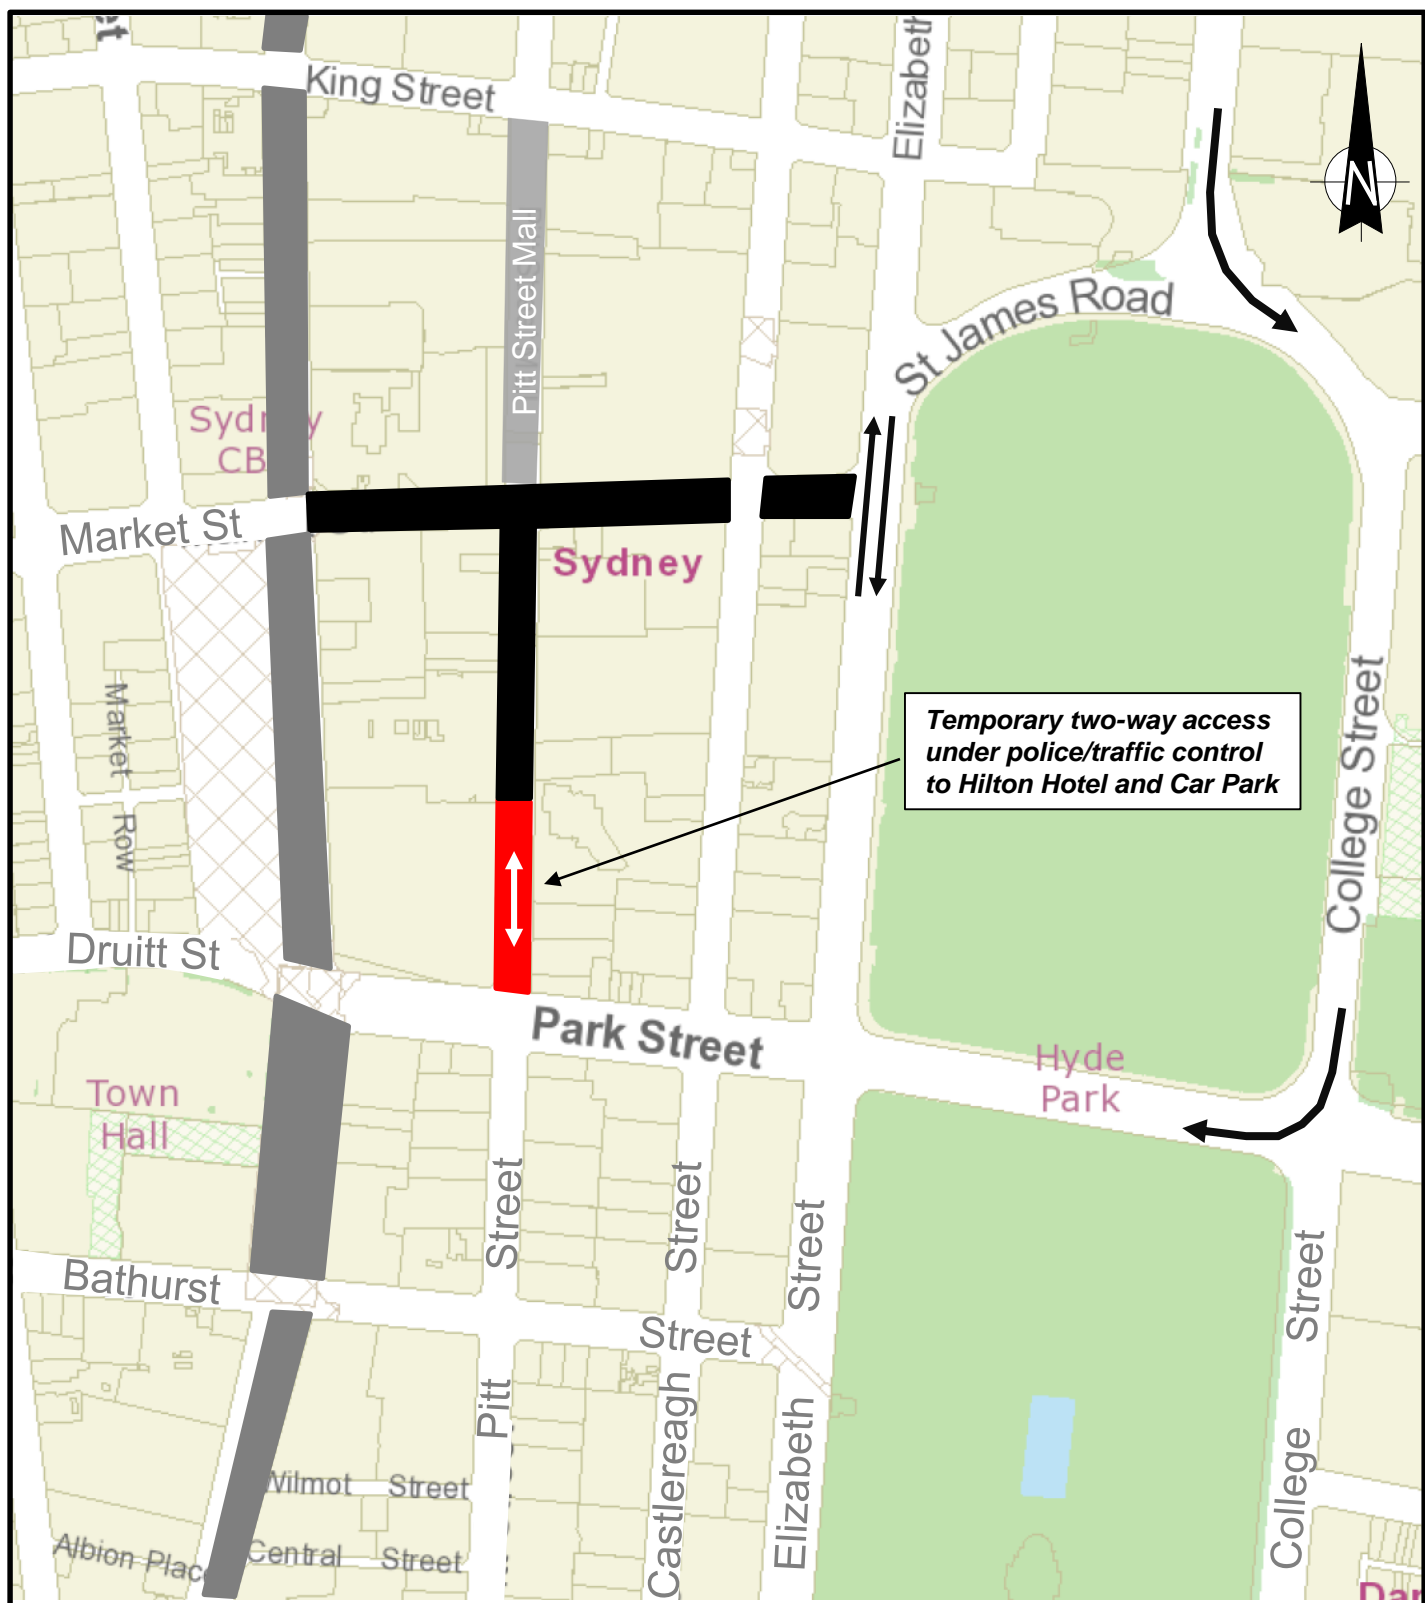 King Street
Elizabeth
N
Pitt Street Mall
St James Road
Sydney
CB
Market St
Sydney
Temporary two-way access
under police/traffic control
to Hilton Hotel and Car Park
Market
Row
College Street
Druitt St
Park Street
Hyde
Park
Town
Hall
Street
Street
Street
Street
Bathurst
Street
Pitt
Castlereagh
Elizabeth
College
Wilmot Street
Central Street
Albion Place